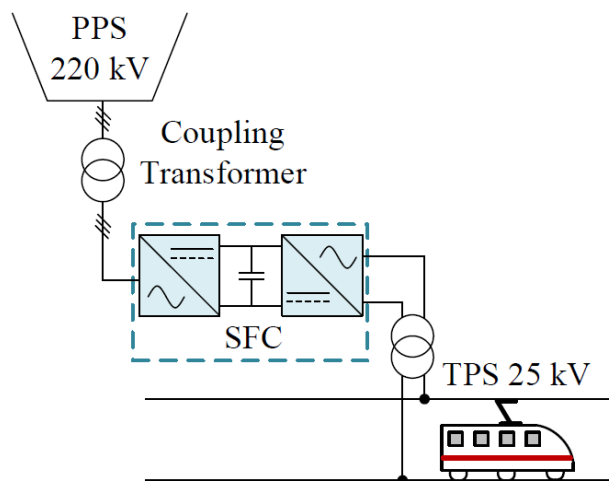 PPS
220 kV
Coupling
Transformer
SFC
TPS 25 kV